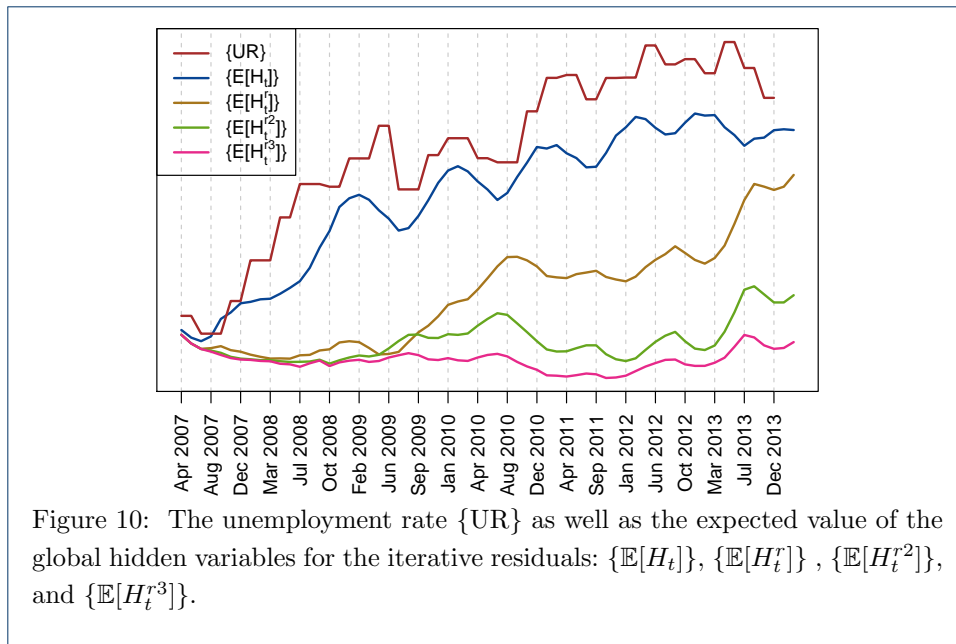 {UR}
{E[Hₜ]}
{E[Hₜʳ]}
{E[Hₜʳ²]}
{E[Hₜʳ³]}
Apr 2007
Aug 2007
Dec 2007
Mar 2008
Jul 2008
Oct 2008
Feb 2009
Jun 2009
Sep 2009
Jan 2010
Apr 2010
Aug 2010
Dec 2010
Apr 2011
Sep 2011
Jan 2012
Jun 2012
Oct 2012
Mar 2013
Jul 2013
Dec 2013
Figure 10: The unemployment rate {UR} as well as the expected value of the
global hidden variables for the iterative residuals: {𝔼[Hₜ]}, {𝔼[Hₜʳ]} , {𝔼[Hₜʳ²]},
and {𝔼[Hₜʳ³]}.